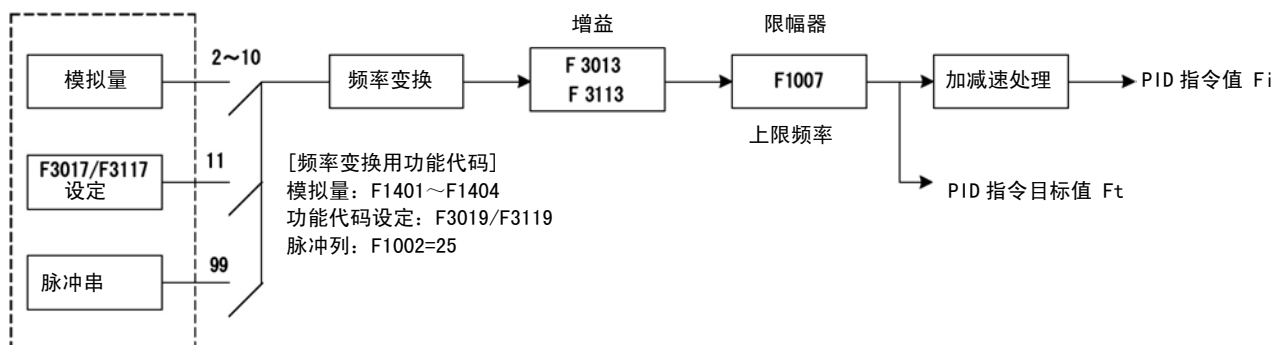 增益
限幅器
2～10
模拟量
频率变换
F 3013
F 3113
F1007
加减速处理
PID 指令值 Fi
上限频率
11
F3017/F3117
设定
[频率变换用功能代码]
模拟量：F1401～F1404
功能代码设定：F3019/F3119
脉冲列：F1002=25
PID 指令目标值 Ft
99
脉冲串